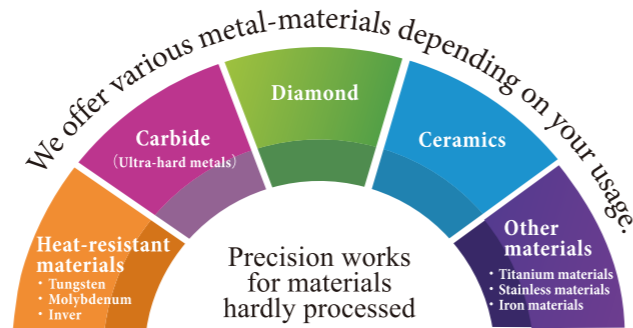 We offer various metal-materials depending on your usage.
Heat-resistant
materials
・Tungsten
・Molybdenum
・Inver
Carbide
(Ultra-hard metals)
Diamond
Ceramics
Other
materials
・Titanium materials
・Stainless materials
・Iron materials
Precision works
for materials
hardly processed